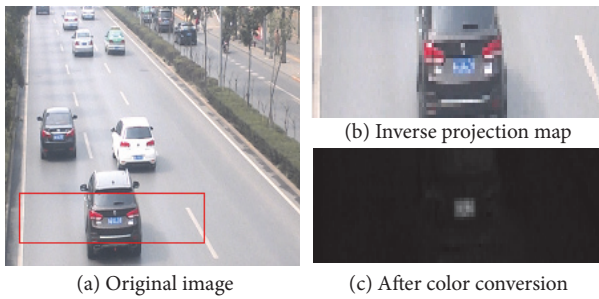 (b) Inverse projection map
(a) Original image
(c) After color conversion